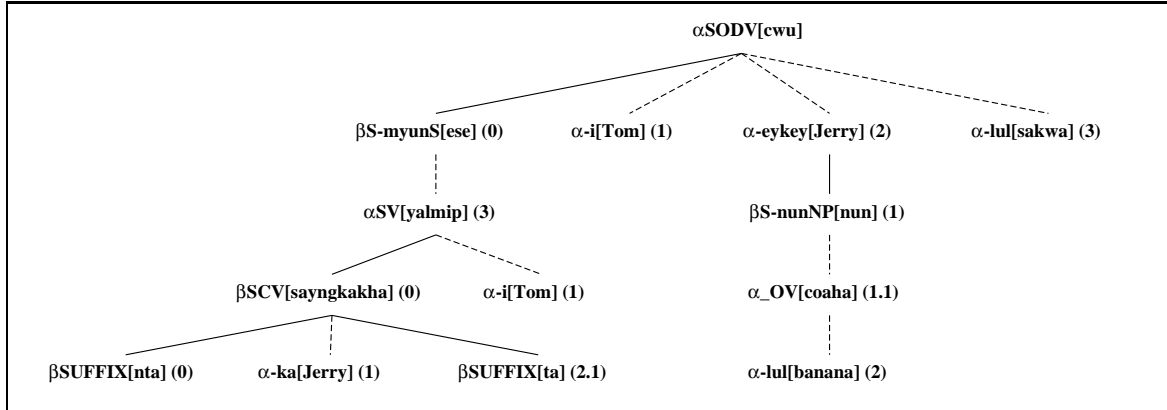 αSODV[cwu]
βS-myunS[ese] (0) α-i[Tom] (1) α-eykey[Jerry] (2) α-lul[sakwa] (3)
αSV[yalmip] (3) βS-nunNP[nun] (1)
βSCV[sayngkakha] (0) α-i[Tom] (1) α_OV[coaha] (1.1)
βSUFFIX[nta] (0) α-ka[Jerry] (1) βSUFFIX[ta] (2.1) α-lul[banana] (2)